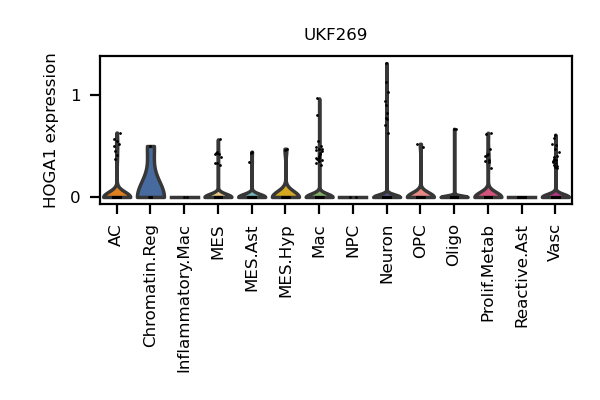 UKF269
HOGA1 expression
1
0
AC
Chromatin.Reg
Inflammatory.Mac
MES
MES.Ast
MES.Hyp
Mac
NPC
Neuron
OPC
Oligo
Prolif.Metab
Reactive.Ast
Vasc